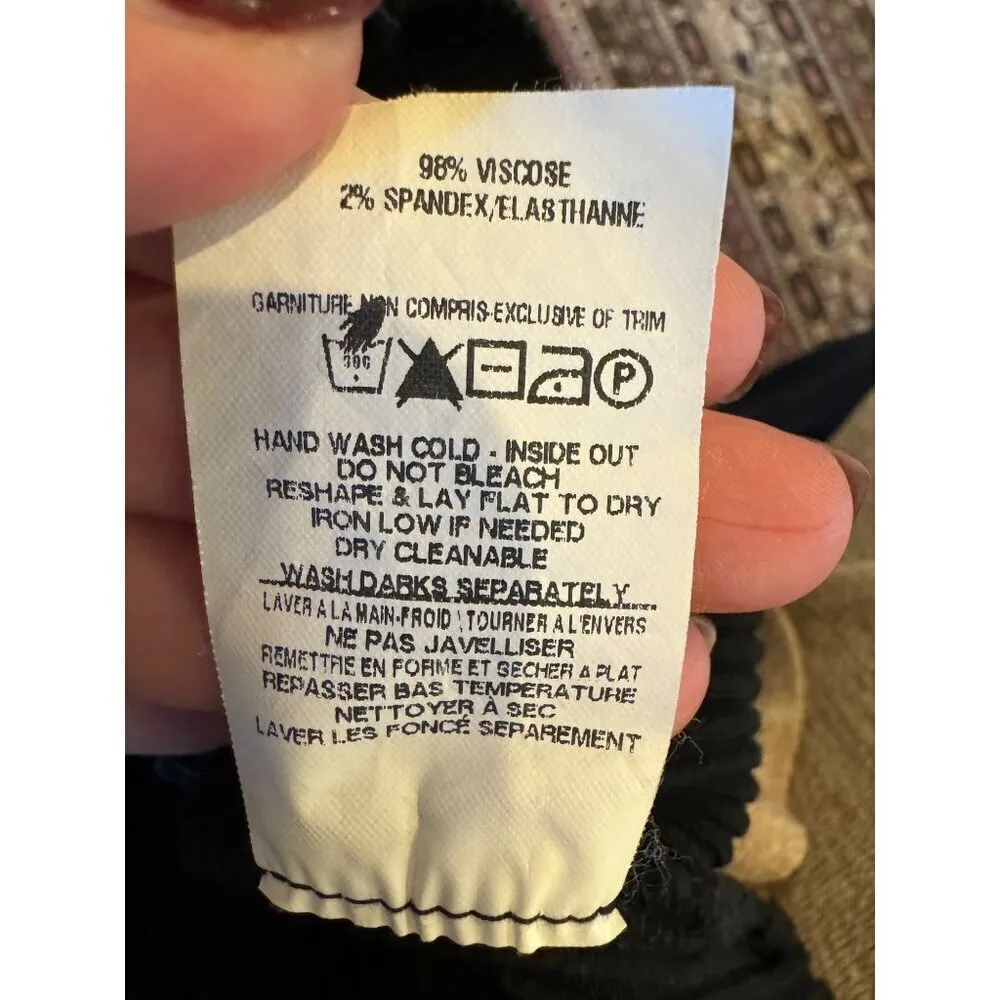 98% VISCOSE
2% SPANDEX/ELASTHANNE
GARNITURE NON COMPRIS-EXCLUSIVE OF TRIM
30C
P
HAND WASH COLD - INSIDE OUT
DO NOT BLEACH
RESHAPE & LAY FLAT TO DRY
IRON LOW IF NEEDED
DRY CLEANABLE
WASH DARKS SEPARATELY
LAVER A LA MAIN-FROID \ TOURNER A L'ENVERS
NE PAS JAVELLISER
REMETTRE EN FORME ET SECHER A PLAT
REPASSER BAS TEMPERATURE
NETTOYER À SEC
LAVER LES FONCÉ SEPAREMENT